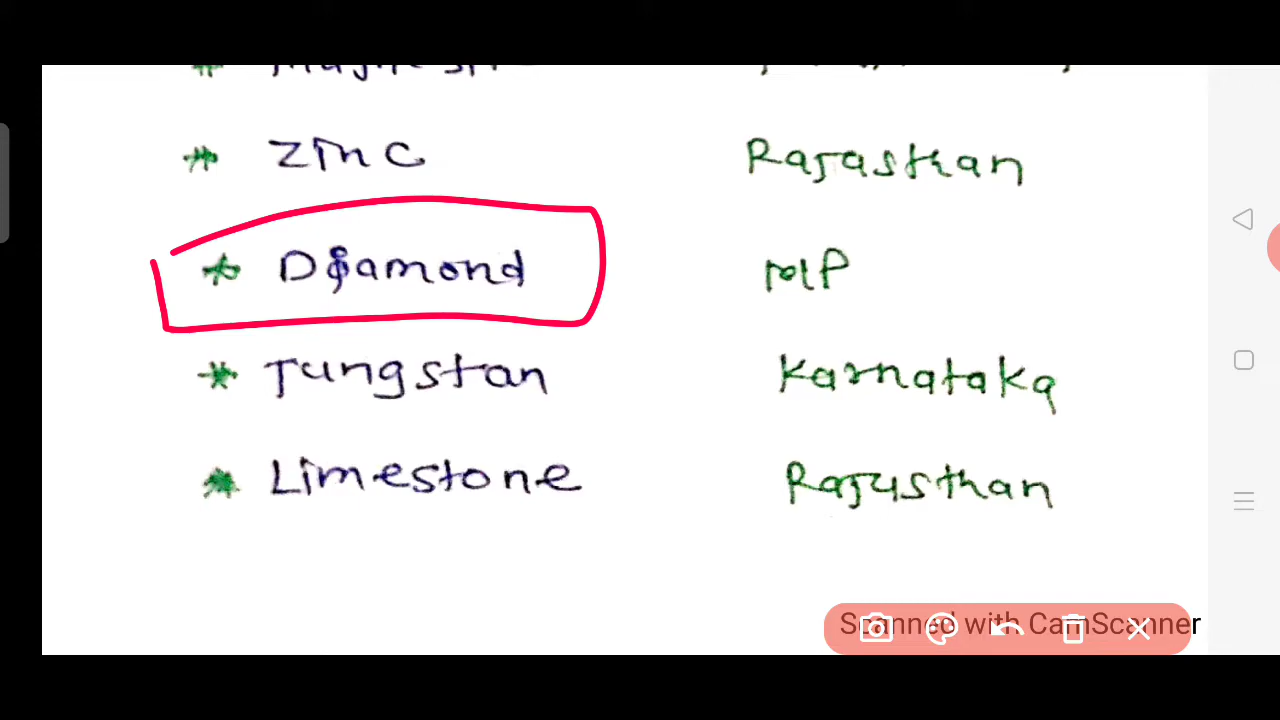 * Zinc Rajasthan
* Diamond MP
* Tungstan Karnataka
* Limestone Rajasthan
Scanned with CamScanner